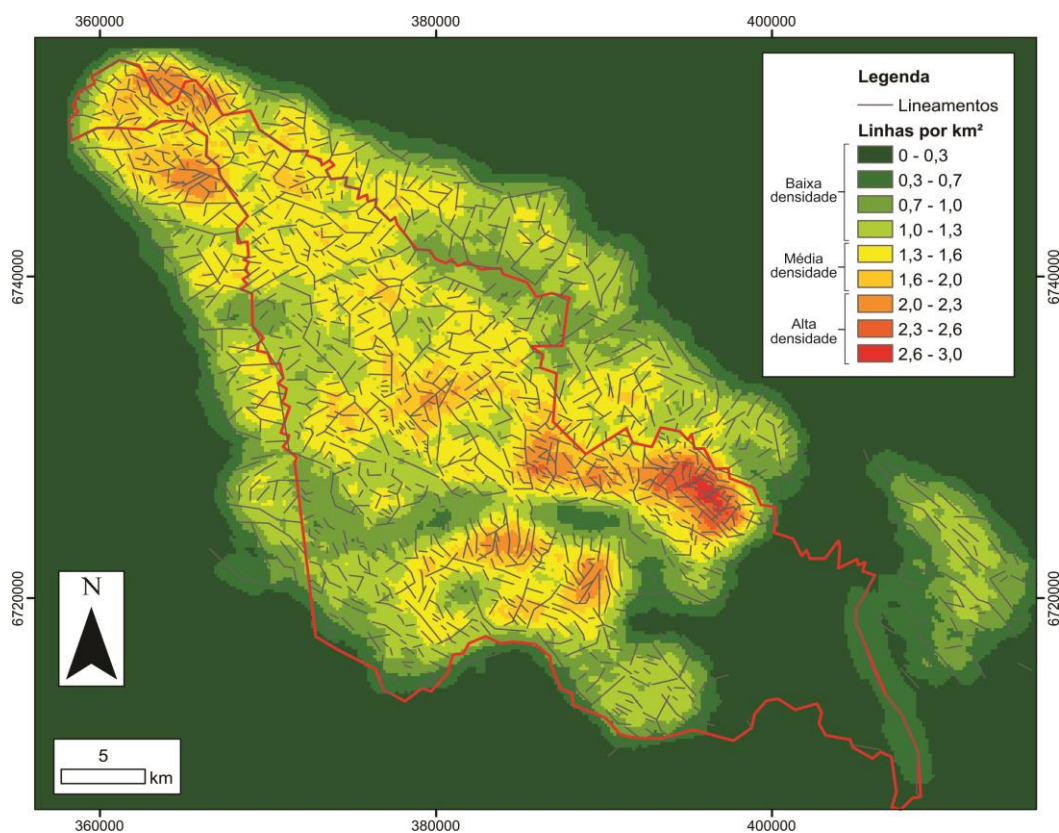 360000 380000 400000
Legenda
Lineamentos
Linhas por km²
0 - 0,3
Baixa densidade
0,3 - 0,7
0,7 - 1,0
1,0 - 1,3
Média densidade
1,3 - 1,6
1,6 - 2,0
Alta densidade
2,0 - 2,3
2,3 - 2,6
2,6 - 3,0
6740000 6740000
6720000 6720000
N
5
km
360000 380000 400000